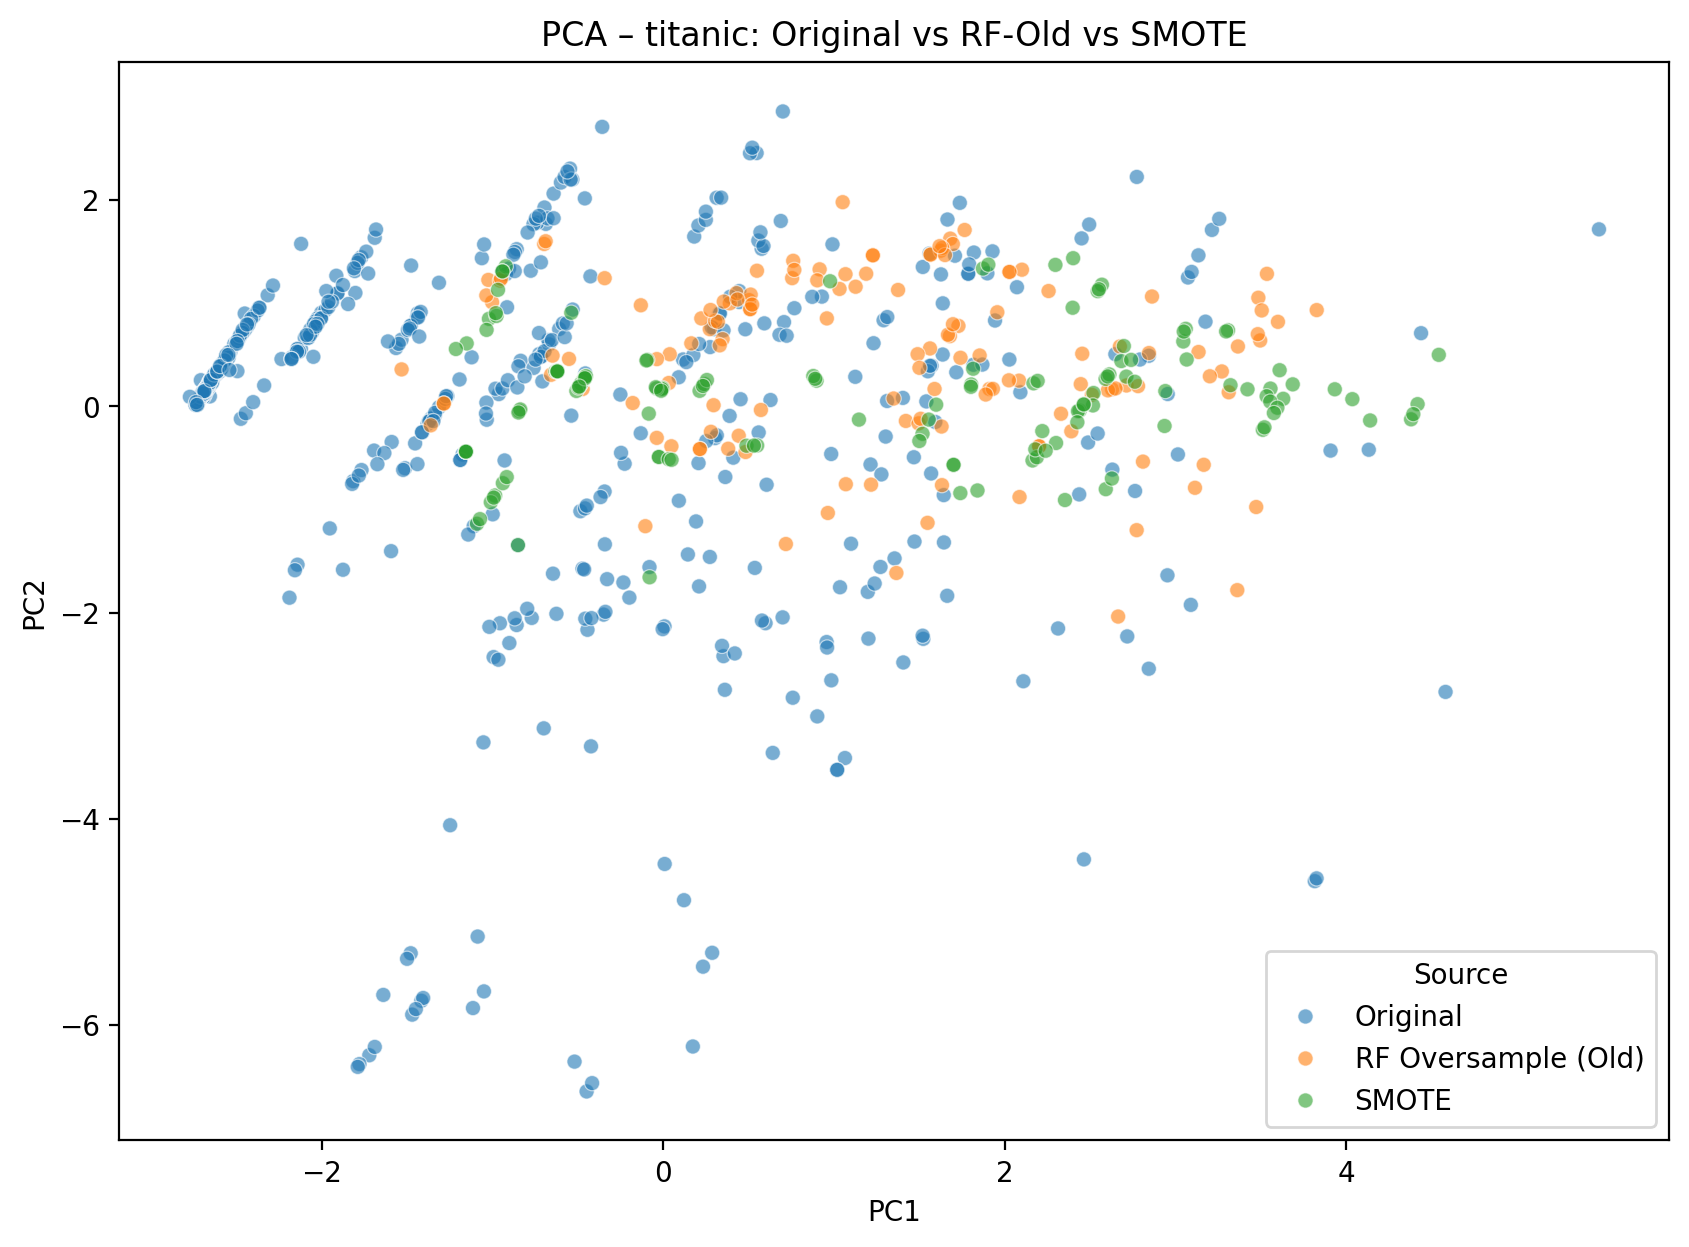 PCA – titanic: Original vs RF-Old vs SMOTE
2
0
−2
−4
−6
PC2
−2
0
2
4
PC1
Source
Original
RF Oversample (Old)
SMOTE